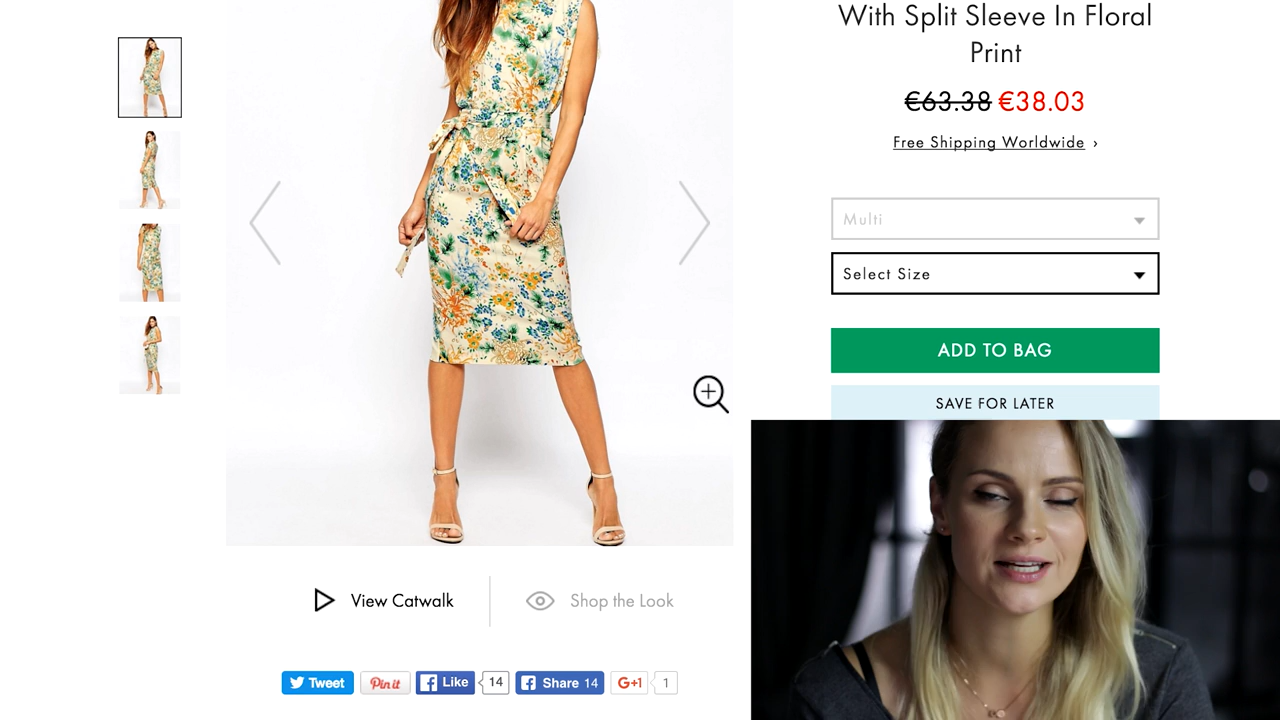 With Split Sleeve In Floral
Print
€63.38 €38.03
Free Shipping Worldwide ›
Multi
Select Size
ADD TO BAG
SAVE FOR LATER
View Catwalk
Shop the Look
Tweet
Pin it
Like 14
Share 14
G+1 1